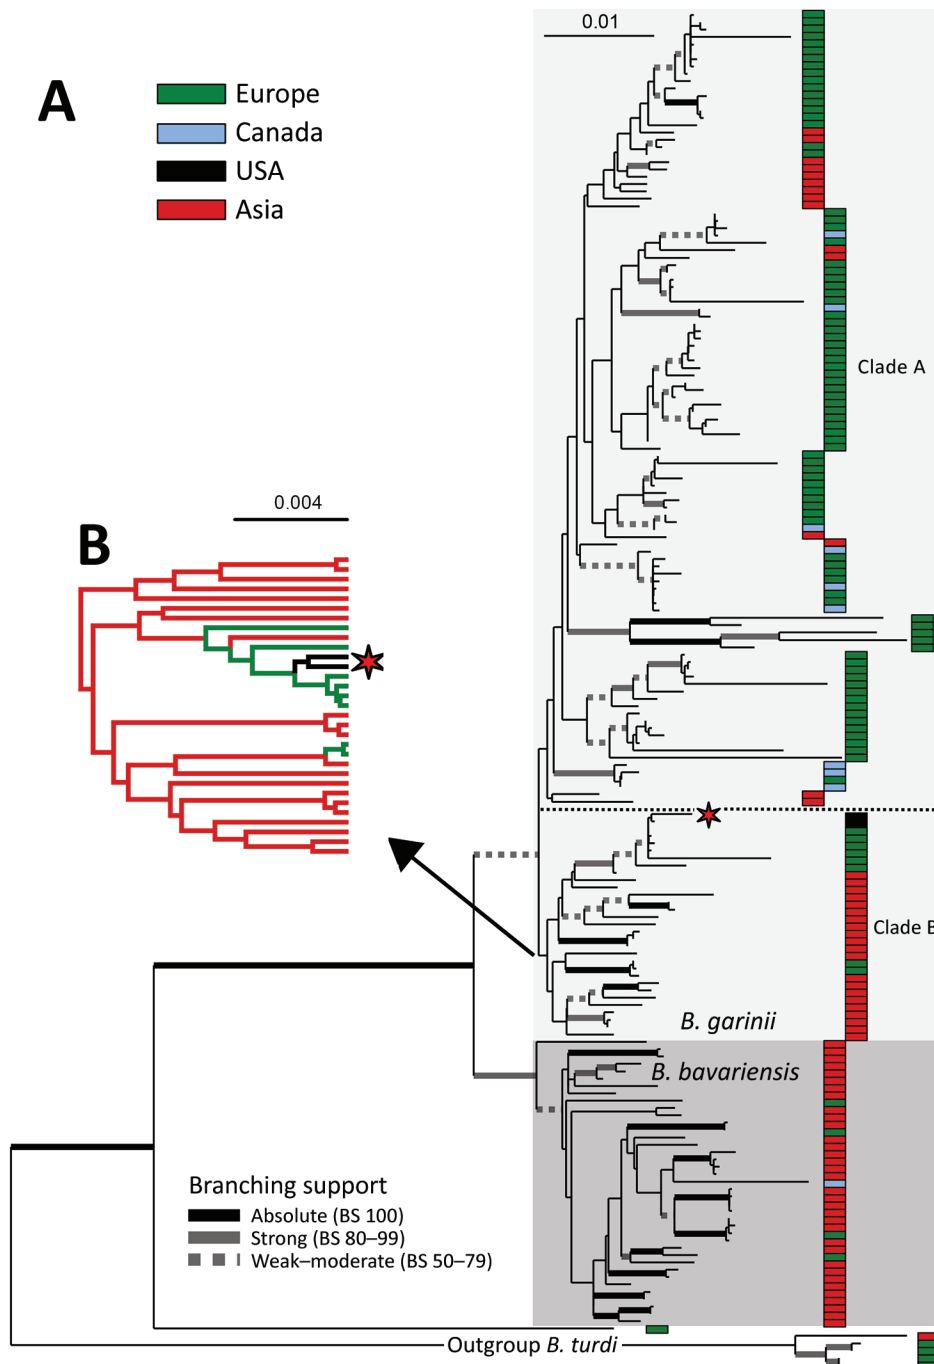 A
Europe
Canada
USA
Asia
0.01
Clade A
B
0.004
Clade B
B. garinii
B. bavariensis
Branching support
Absolute (BS 100)
Strong (BS 80–99)
Weak–moderate (BS 50–79)
Outgroup B. turdi